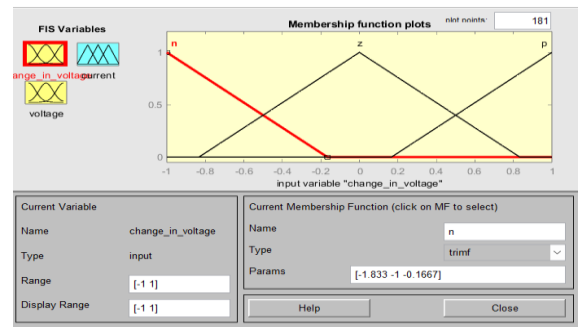 FIS Variables
Membership function plots
plot points:
181
ange_in_voltage
current
voltage
n
z
p
1
0.5
0
-1 -0.8 -0.6 -0.4 -0.2 0 0.2 0.4 0.6 0.8 1
input variable "change_in_voltage"
Current Variable
Name change_in_voltage
Type input
Range [-1 1]
Display Range [-1 1]
Current Membership Function (click on MF to select)
Name n
Type trimf
Params [-1.833 -1 -0.1667]
Help
Close